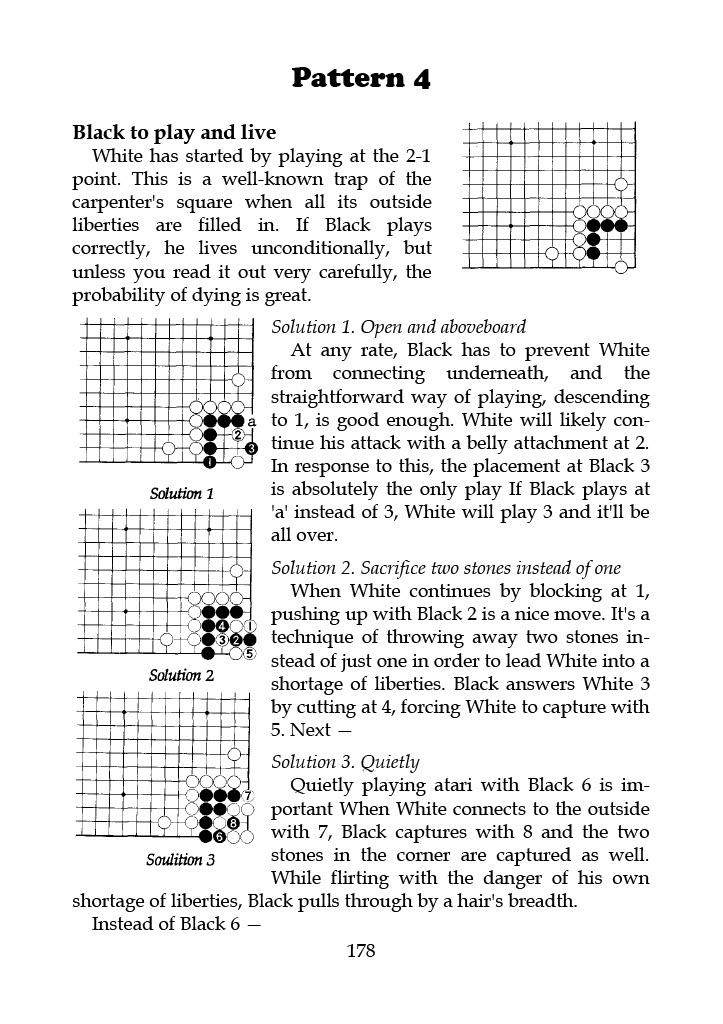 Pattern 4
Black to play and live
White has started by playing at the 2-1
point. This is a well-known trap of the
carpenter's square when all its outside
liberties are filled in. If Black plays
correctly, he lives unconditionally, but
unless you read it out very carefully, the
probability of dying is great.
a
2
3
1
Solution 1
Solution 1. Open and aboveboard
At any rate, Black has to prevent White
from connecting underneath, and the
straightforward way of playing, descending
to 1, is good enough. White will likely con-
tinue his attack with a belly attachment at 2.
In response to this, the placement at Black 3
is absolutely the only play If Black plays at
'a' instead of 3, White will play 3 and it'll be
all over.
4 1
3 2
5
Solution 2
Solution 2. Sacrifice two stones instead of one
When White continues by blocking at 1,
pushing up with Black 2 is a nice move. It's a
technique of throwing away two stones in-
stead of just one in order to lead White into a
shortage of liberties. Black answers White 3
by cutting at 4, forcing White to capture with
5. Next —
7
8
6
Soulition 3
Solution 3. Quietly
Quietly playing atari with Black 6 is im-
portant When White connects to the outside
with 7, Black captures with 8 and the two
stones in the corner are captured as well.
While flirting with the danger of his own
shortage of liberties, Black pulls through by a hair's breadth.
Instead of Black 6 —
178